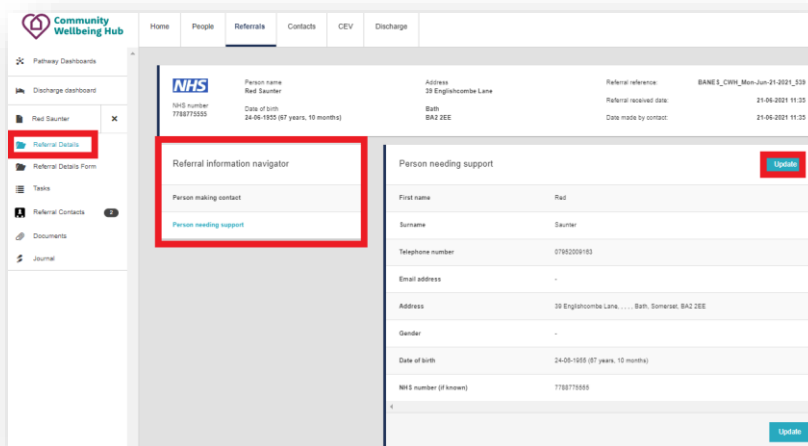 Community
Wellbeing Hub
Home People Referrals Contacts CEV Discharge
Pathway Dashboards
Discharge dashboard
Red Saunter x
Referral Details
Referral Details Form
Tasks
Referral Contacts 2
Documents
Journal
NHS
NHS number
7788775555
Person name
Red Saunter
Date of birth
24-06-1955 (67 years, 10 months)
Address
39 Englishcombe Lane
Bath
BA2 2EE
Referral reference: BANES_CWH_Mon-Jun-21-2021_539
Referral received date: 21-06-2021 11:35
Date made by contact: 21-06-2021 11:35
Referral information navigator
Person making contact
Person needing support
Person needing support Update
First name Red
Surname Saunter
Telephone number 07952009163
Email address -
Address 39 Englishcombe Lane, , , , , Bath, Somerset, BA2 2EE
Gender -
Date of birth 24-06-1955 (67 years, 10 months)
NHS number (if known) 7788775555
Update